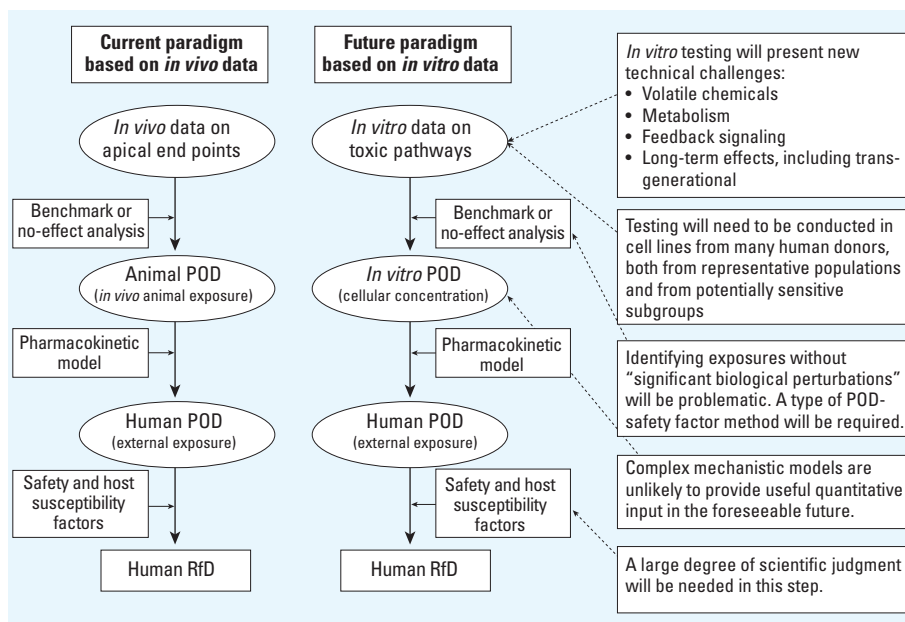 Current paradigm
based on in vivo data
In vivo data on
apical end points
Benchmark or
no-effect analysis
Animal POD
(in vivo animal exposure)
Pharmacokinetic
model
Human POD
(external exposure)
Safety and host
susceptibility
factors
Human RfD
Future paradigm
based on in vitro data
In vitro data on
toxic pathways
Benchmark or
no-effect analysis
In vitro POD
(cellular concentration)
Pharmacokinetic
model
Human POD
(external exposure)
Safety and host
susceptibility
factors
Human RfD
In vitro testing will present new
technical challenges:
• Volatile chemicals
• Metabolism
• Feedback signaling
• Long-term effects, including trans-
generational
Testing will need to be conducted in
cell lines from many human donors,
both from representative populations
and from potentially sensitive
subgroups
Identifying exposures without
“significant biological perturbations”
will be problematic. A type of POD-
safety factor method will be required.
Complex mechanistic models are
unlikely to provide useful quantitative
input in the foreseeable future.
A large degree of scientific judgment
will be needed in this step.